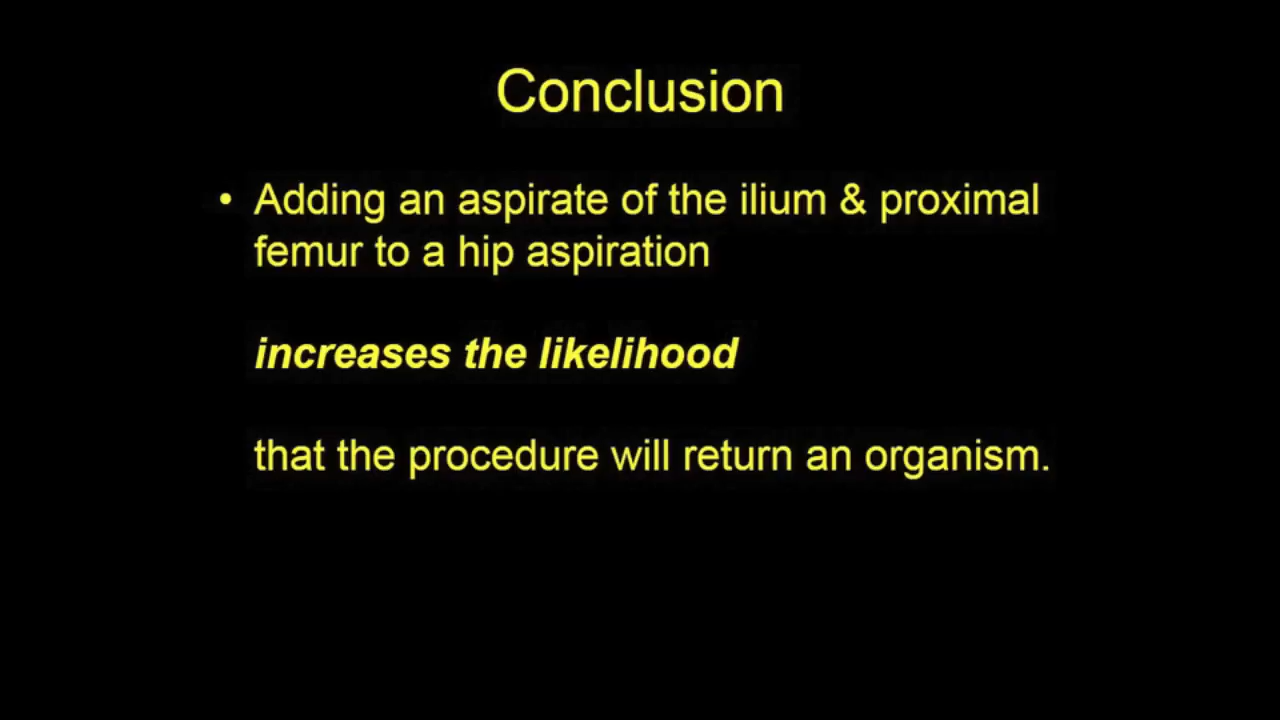 Conclusion
• Adding an aspirate of the ilium & proximal
femur to a hip aspiration
increases the likelihood
that the procedure will return an organism.